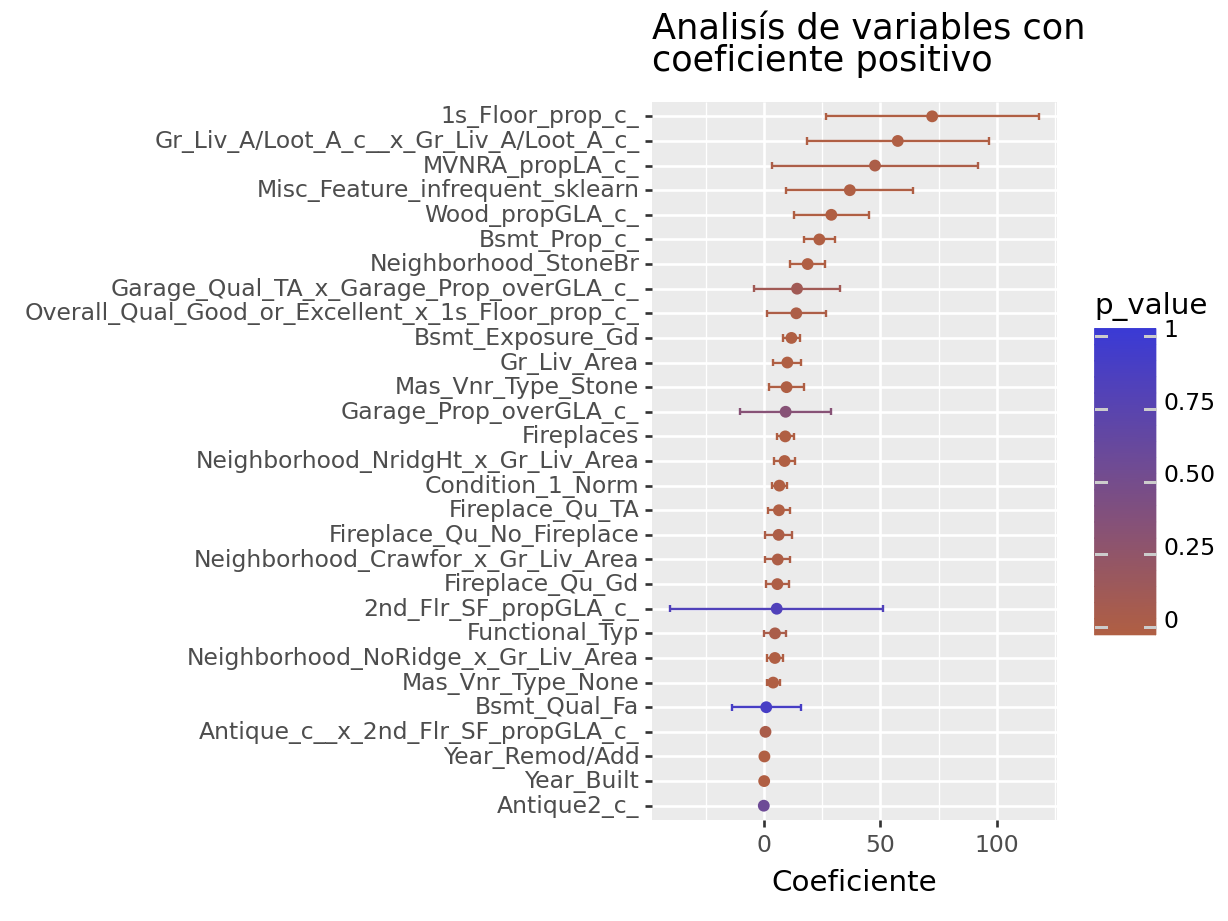 Analisís de variables con
coeficiente positivo
1s_Floor_prop_c_
Gr_Liv_A/Loot_A_c__x_Gr_Liv_A/Loot_A_c_
MVNRA_propLA_c_
Misc_Feature_infrequent_sklearn
Wood_propGLA_c_
Bsmt_Prop_c_
Neighborhood_StoneBr
Garage_Qual_TA_x_Garage_Prop_overGLA_c_
Overall_Qual_Good_or_Excellent_x_1s_Floor_prop_c_
Bsmt_Exposure_Gd
Gr_Liv_Area
Mas_Vnr_Type_Stone
Garage_Prop_overGLA_c_
Fireplaces
Neighborhood_NridgHt_x_Gr_Liv_Area
Condition_1_Norm
Fireplace_Qu_TA
Fireplace_Qu_No_Fireplace
Neighborhood_Crawfor_x_Gr_Liv_Area
Fireplace_Qu_Gd
2nd_Flr_SF_propGLA_c_
Functional_Typ
Neighborhood_NoRidge_x_Gr_Liv_Area
Mas_Vnr_Type_None
Bsmt_Qual_Fa
Antique_c__x_2nd_Flr_SF_propGLA_c_
Year_Remod/Add
Year_Built
Antique2_c_
0 50 100
Coeficiente
p_value
1
0.75
0.50
0.25
0